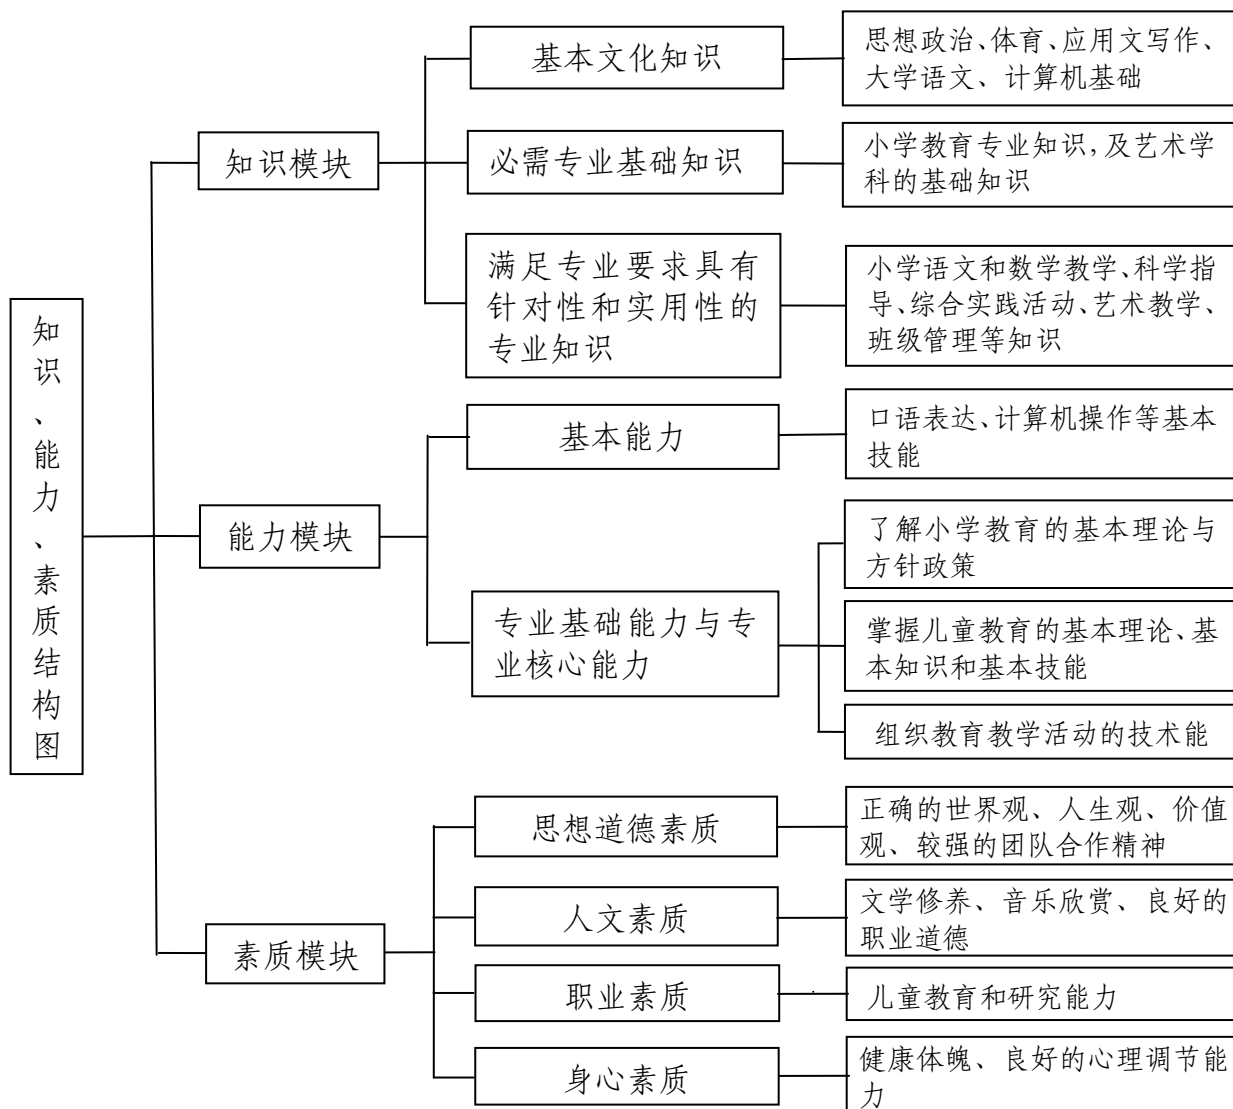 知识、能力、素质结构图
知识模块
基本文化知识
思想政治、体育、应用文写作、
大学语文、计算机基础
必需专业基础知识
小学教育专业知识,及艺术学
科的基础知识
满足专业要求具有
针对性和实用性的
专业知识
小学语文和数学教学、科学指
导、综合实践活动、艺术教学、
班级管理等知识
能力模块
基本能力
口语表达、计算机操作等基本
技能
专业基础能力与专
业核心能力
了解小学教育的基本理论与
方针政策
掌握儿童教育的基本理论、基
本知识和基本技能
组织教育教学活动的技术能
素质模块
思想道德素质
正确的世界观、人生观、价值
观、较强的团队合作精神
人文素质
文学修养、音乐欣赏、良好的
职业道德
职业素质
儿童教育和研究能力
身心素质
健康体魄、良好的心理调节能
力